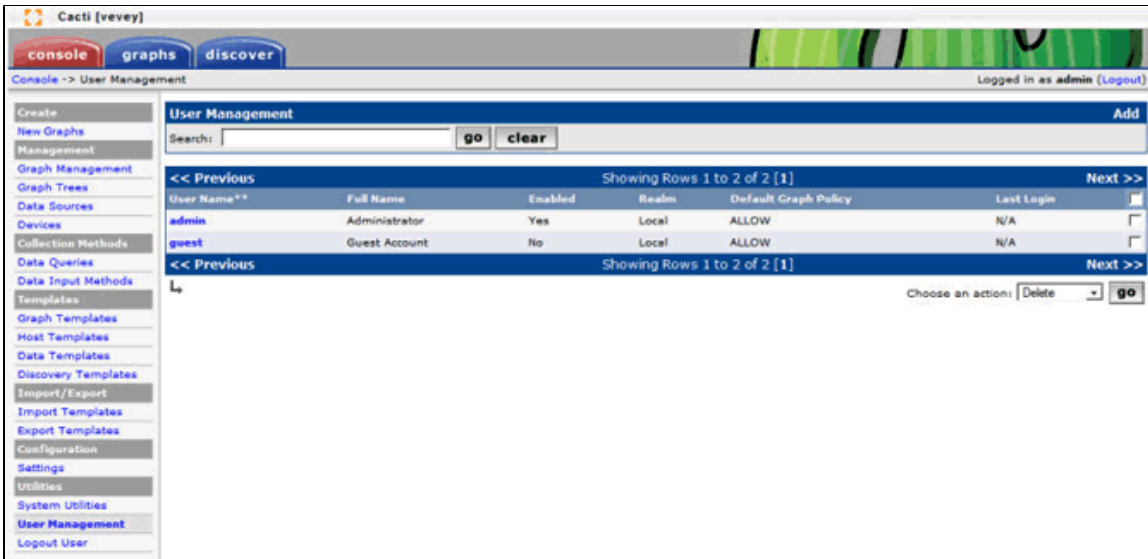 Cacti [vevey]
console graphs discover
Console -> User Management
Logged in as admin (Logout)
Create
New Graphs
Management
Graph Management
Graph Trees
Data Sources
Devices
Collection Methods
Data Queries
Data Input Methods
Templates
Graph Templates
Host Templates
Data Templates
Discovery Templates
Import/Export
Import Templates
Export Templates
Configuration
Settings
Utilities
System Utilities
User Management
Logout User
User Management Add
Search: go clear
<< Previous Showing Rows 1 to 2 of 2 [1] Next >>
User Name** Full Name Enabled Realm Default Graph Policy Last Login
admin Administrator Yes Local ALLOW N/A
guest Guest Account No Local ALLOW N/A
<< Previous Showing Rows 1 to 2 of 2 [1] Next >>
Choose an action: Delete go